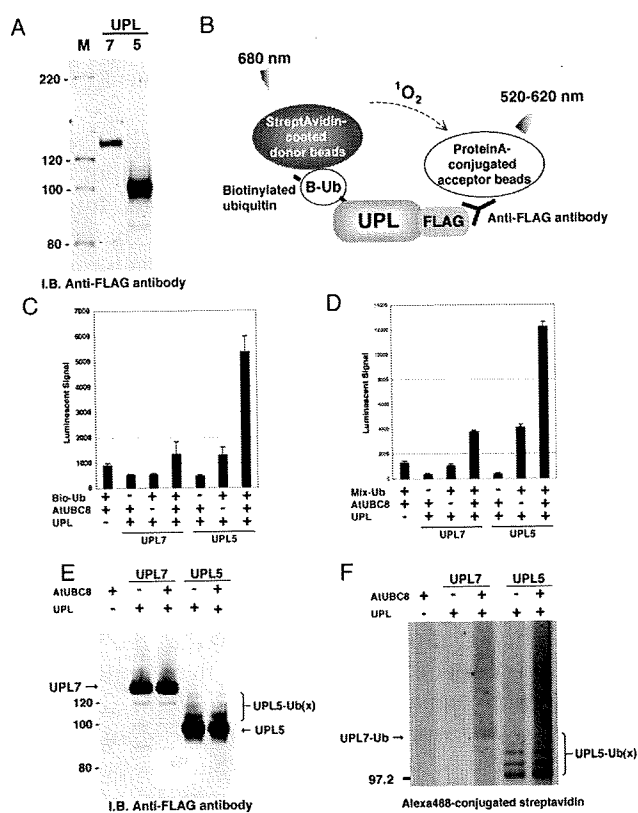 A
UPL
M 7 5
220 -
120 -
100 -
80 -
I.B. Anti-FLAG antibody
B
680 nm
¹O₂
520-620 nm
StreptAvidin-
coated
donor beads
ProteinA-
conjugated
acceptor beads
Biotinylated
ubiquitin
B-Ub
UPL
FLAG
Anti-FLAG antibody
C
Luminescent Signal
7000
6000
5000
4000
3000
2000
1000
0
Bio-Ub + - + + - + +
AtUBC8 + - - + - - +
UPL - + + + + + +
UPL7 UPL5
D
Luminescent Signal
Mix-Ub + - + + - + +
AtUBC8 + - - + - - +
UPL - + + + + + +
UPL7 UPL5
E
UPL7 UPL5
AtUBC8 + - + - +
UPL - + + + +
UPL7 →
120 -
100 -
80 -
UPL5-Ub(x)
← UPL5
I.B. Anti-FLAG antibody
F
UPL7 UPL5
AtUBC8 + - + - +
UPL - + + + +
UPL7-Ub →
UPL5-Ub(x)
97.2 -
Alexa488-conjugated streptavidin